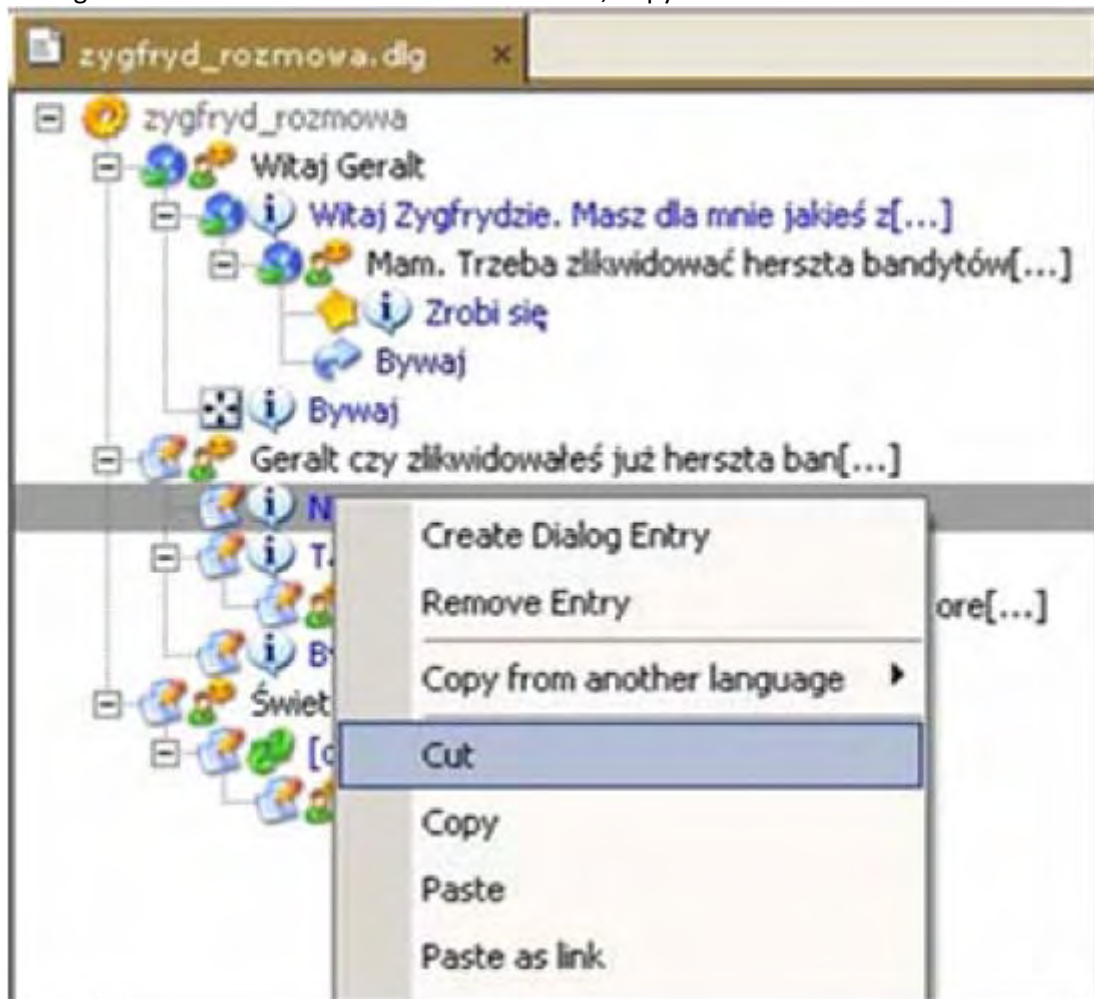 zygfryd_rozmowa.dlg ×
zygfryd_rozmowa
Witaj Geralt
Witaj Zygfrydzie. Masz dla mnie jakieś z[...]
Mam. Trzeba zlikwidować herszta bandytów[...]
Zrobi się
Bywaj
Bywaj
Geralt czy zlikwidowałeś już herszta ban[...]
N
Create Dialog Entry
T
Remove Entry
ore[...]
B
Copy from another language
Świet
Cut
[
Copy
Paste
Paste as link